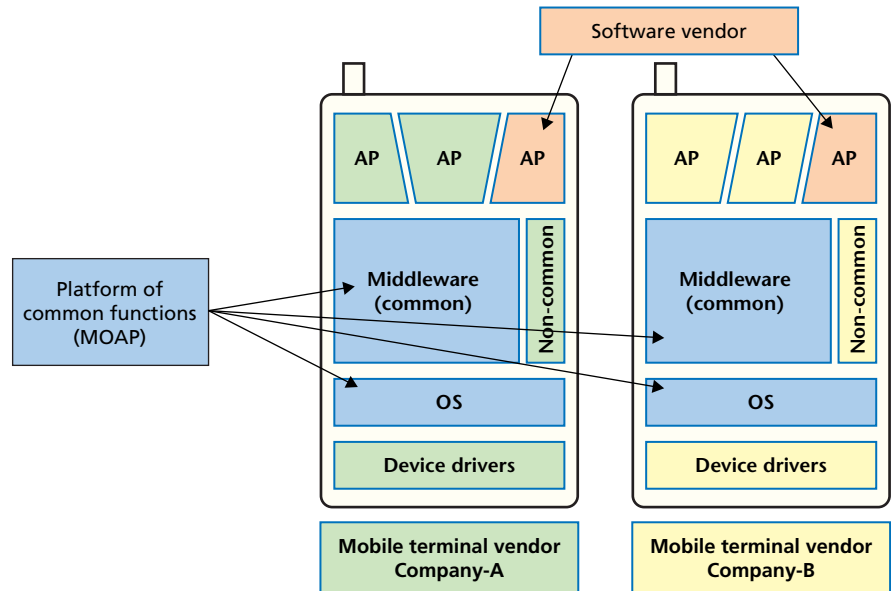 Software vendor
AP
AP
AP
AP
AP
AP
Platform of
common functions
(MOAP)
Middleware
(common)
Non-common
Middleware
(common)
Non-common
OS
OS
Device drivers
Device drivers
Mobile terminal vendor
Company-A
Mobile terminal vendor
Company-B